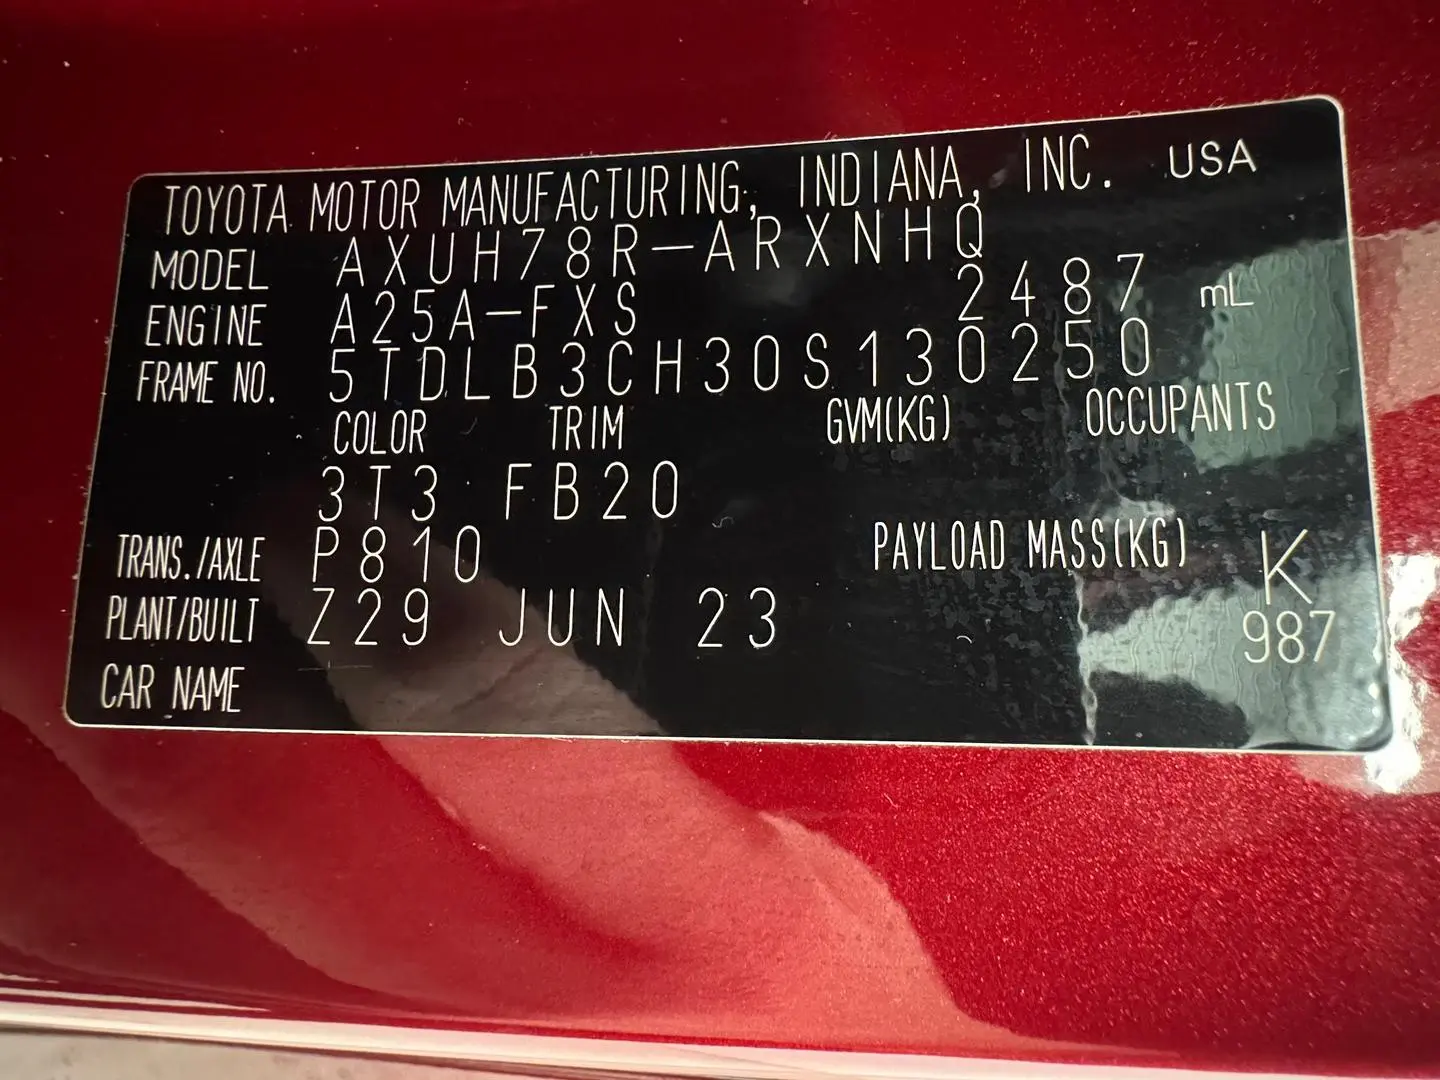 TOYOTA MOTOR MANUFACTURING, INDIANA, INC. USA
MODEL AXUH78R-ARXNHQ
ENGINE A25A-FXS 2487 mL
FRAME NO. 5TDLB3CH30S130250
COLOR TRIM GVM(KG) OCCUPANTS
3T3 FB20
TRANS./AXLE P810 PAYLOAD MASS(KG) K
PLANT/BUILT Z29 JUN 23 987
CAR NAME